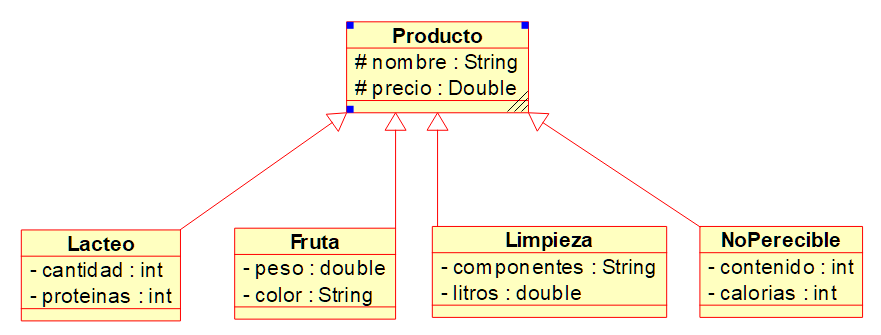 Producto
# nombre : String
# precio : Double
Lacteo
- cantidad : int
- proteinas : int
Fruta
- peso : double
- color : String
Limpieza
- componentes : String
- litros : double
NoPerecible
- contenido : int
- calorias : int